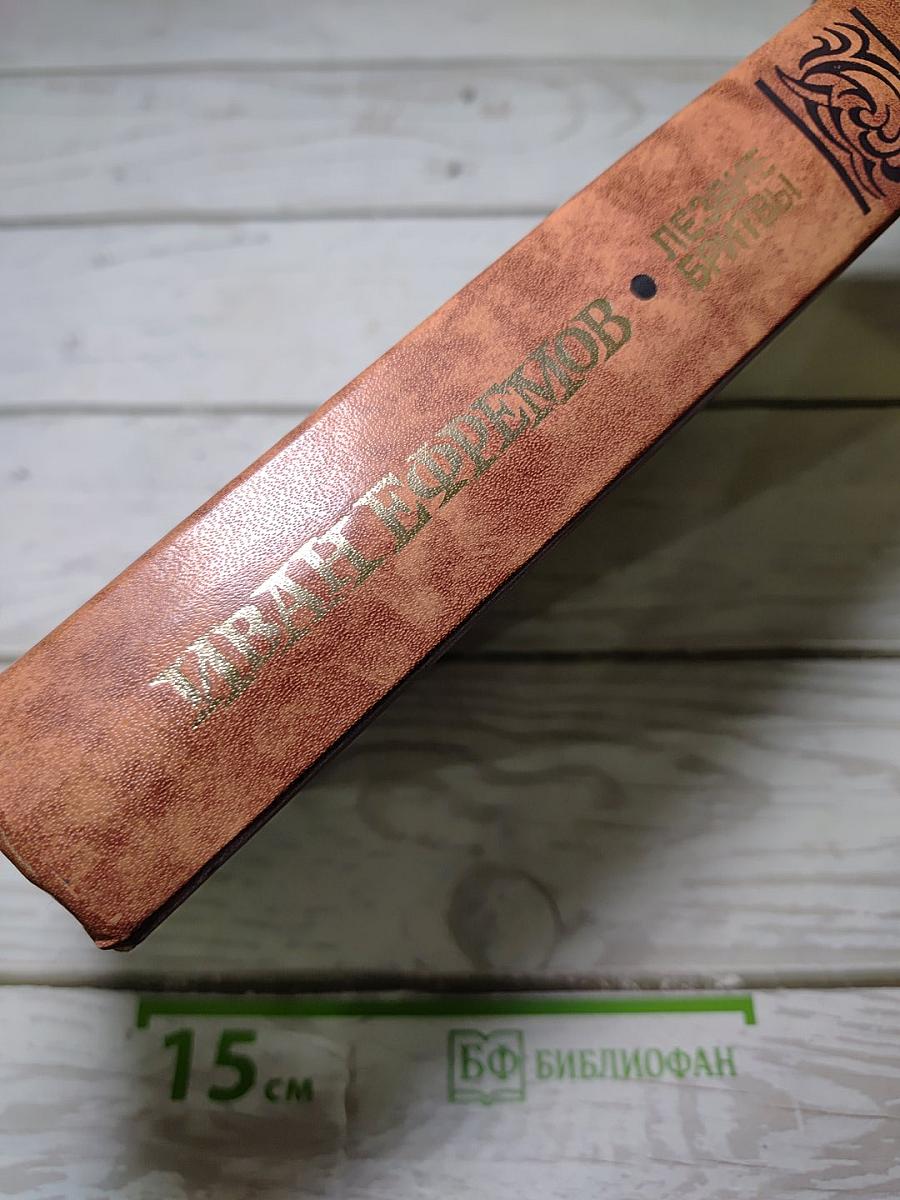 ИВАН ЕФРЕМОВ • ЛЕЗВИЕ
БРИТВЫ
15 см
БФ БИБЛИОФАН